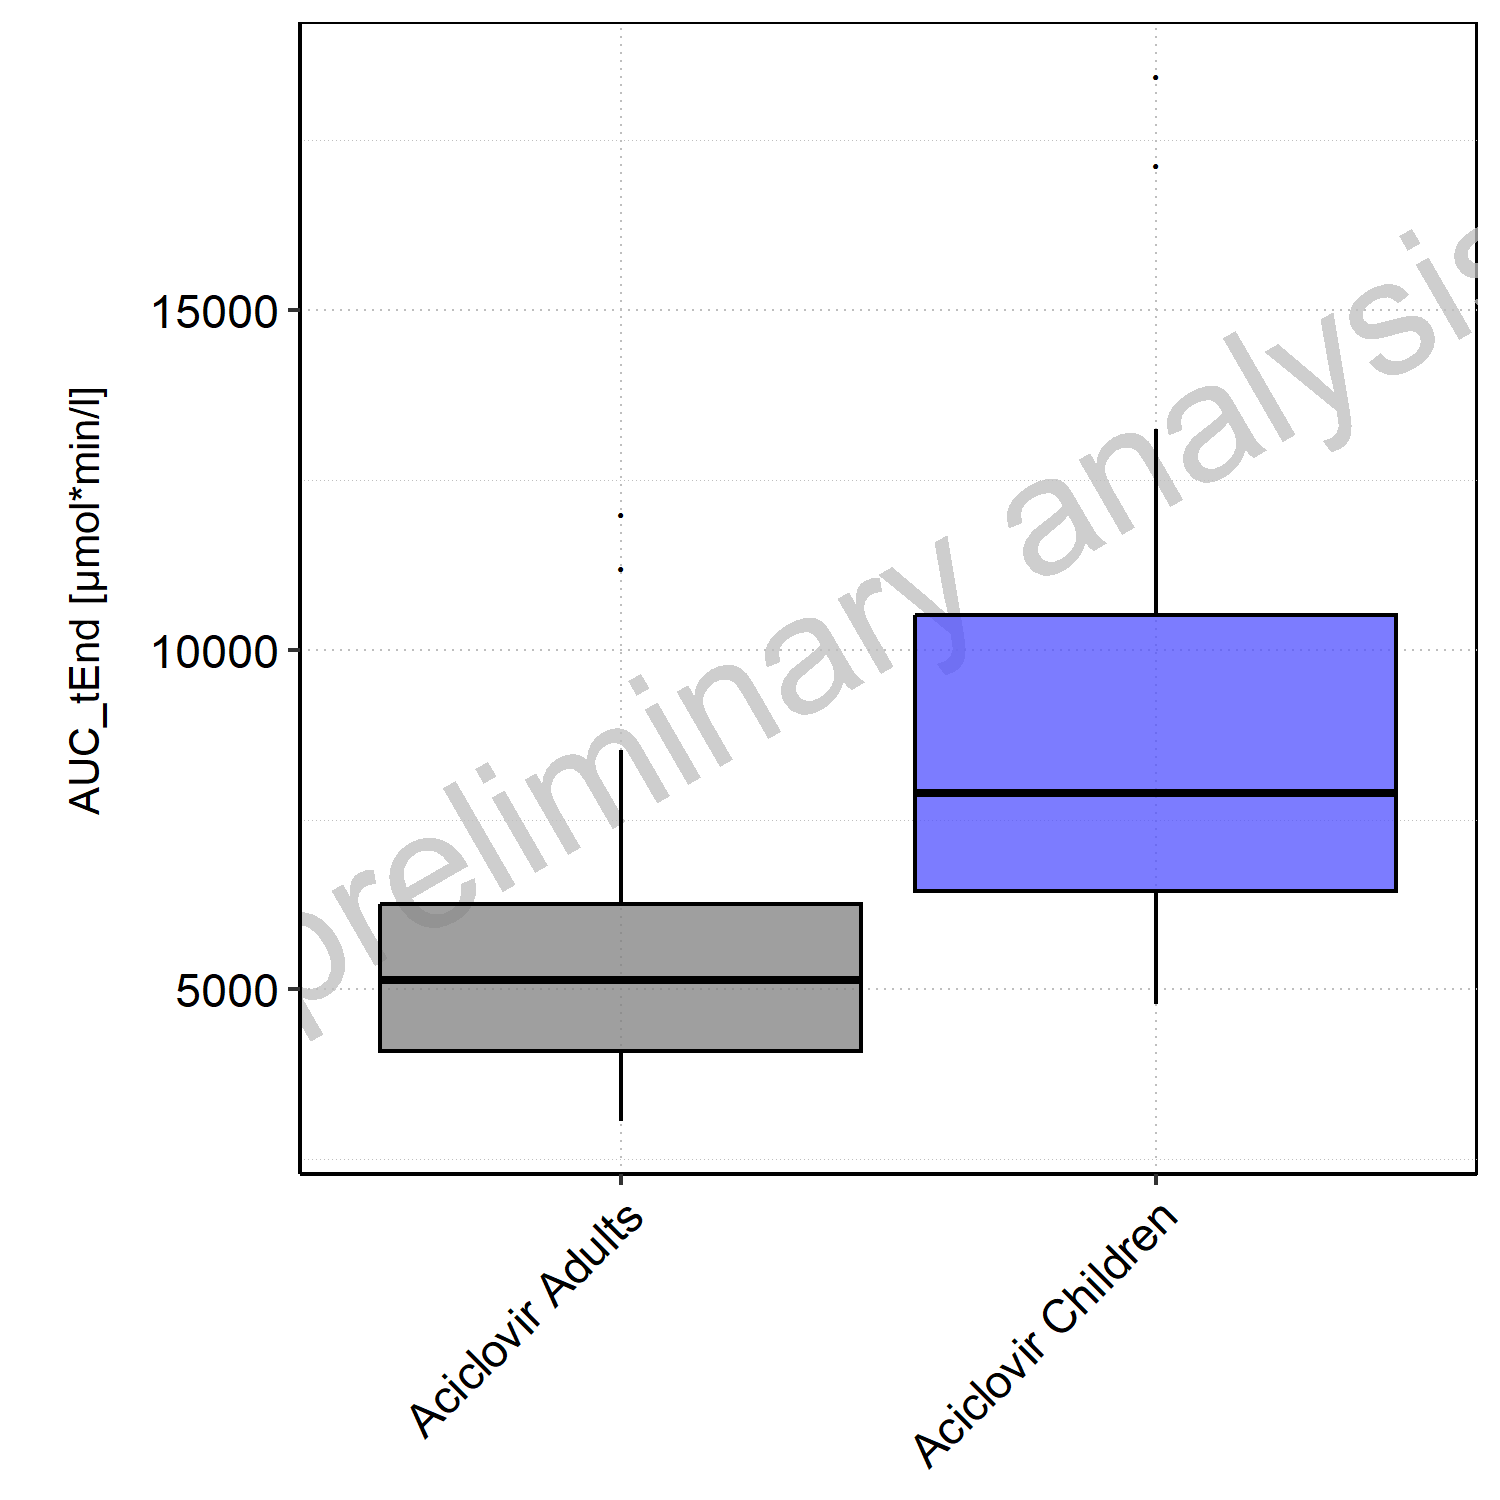 15000
10000
5000
AUC_tEnd [µmol*min/l]
preliminary analysis
Aciclovir Adults
Aciclovir Children